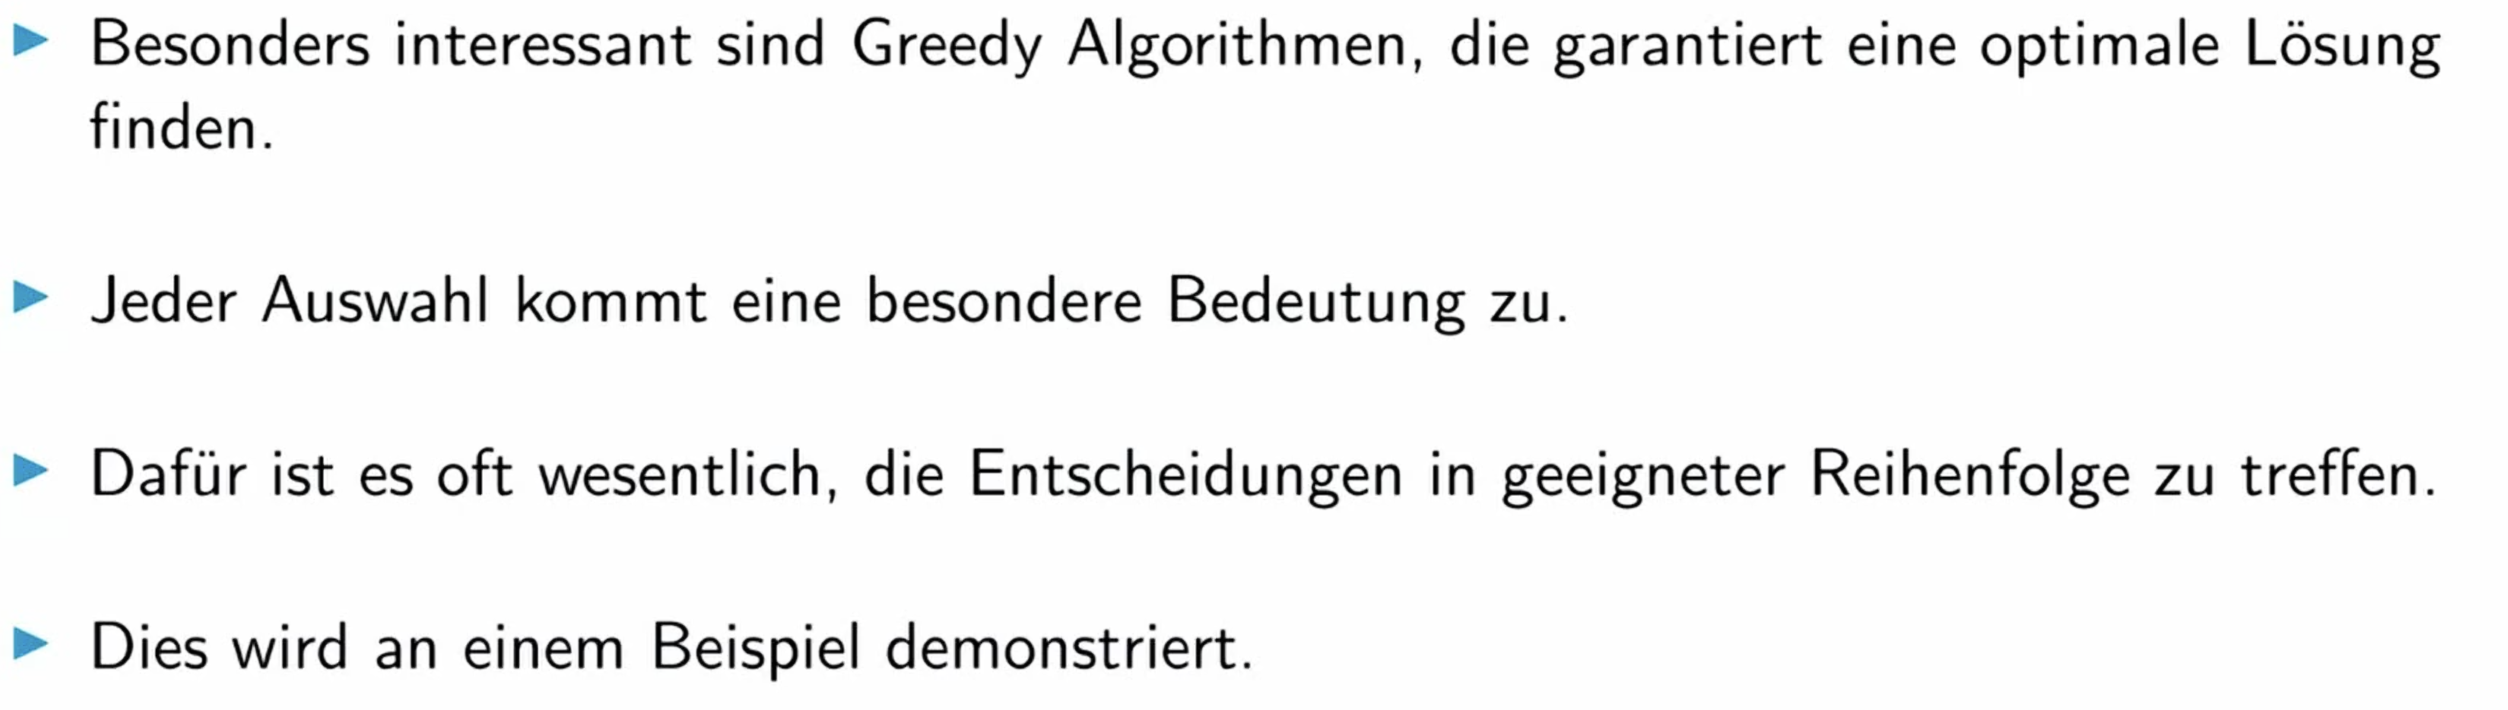 Besonders interessant sind Greedy Algorithmen, die garantiert eine optimale Lösung
finden.
Jeder Auswahl kommt eine besondere Bedeutung zu.
Dafür ist es oft wesentlich, die Entscheidungen in geeigneter Reihenfolge zu treffen.
Dies wird an einem Beispiel demonstriert.